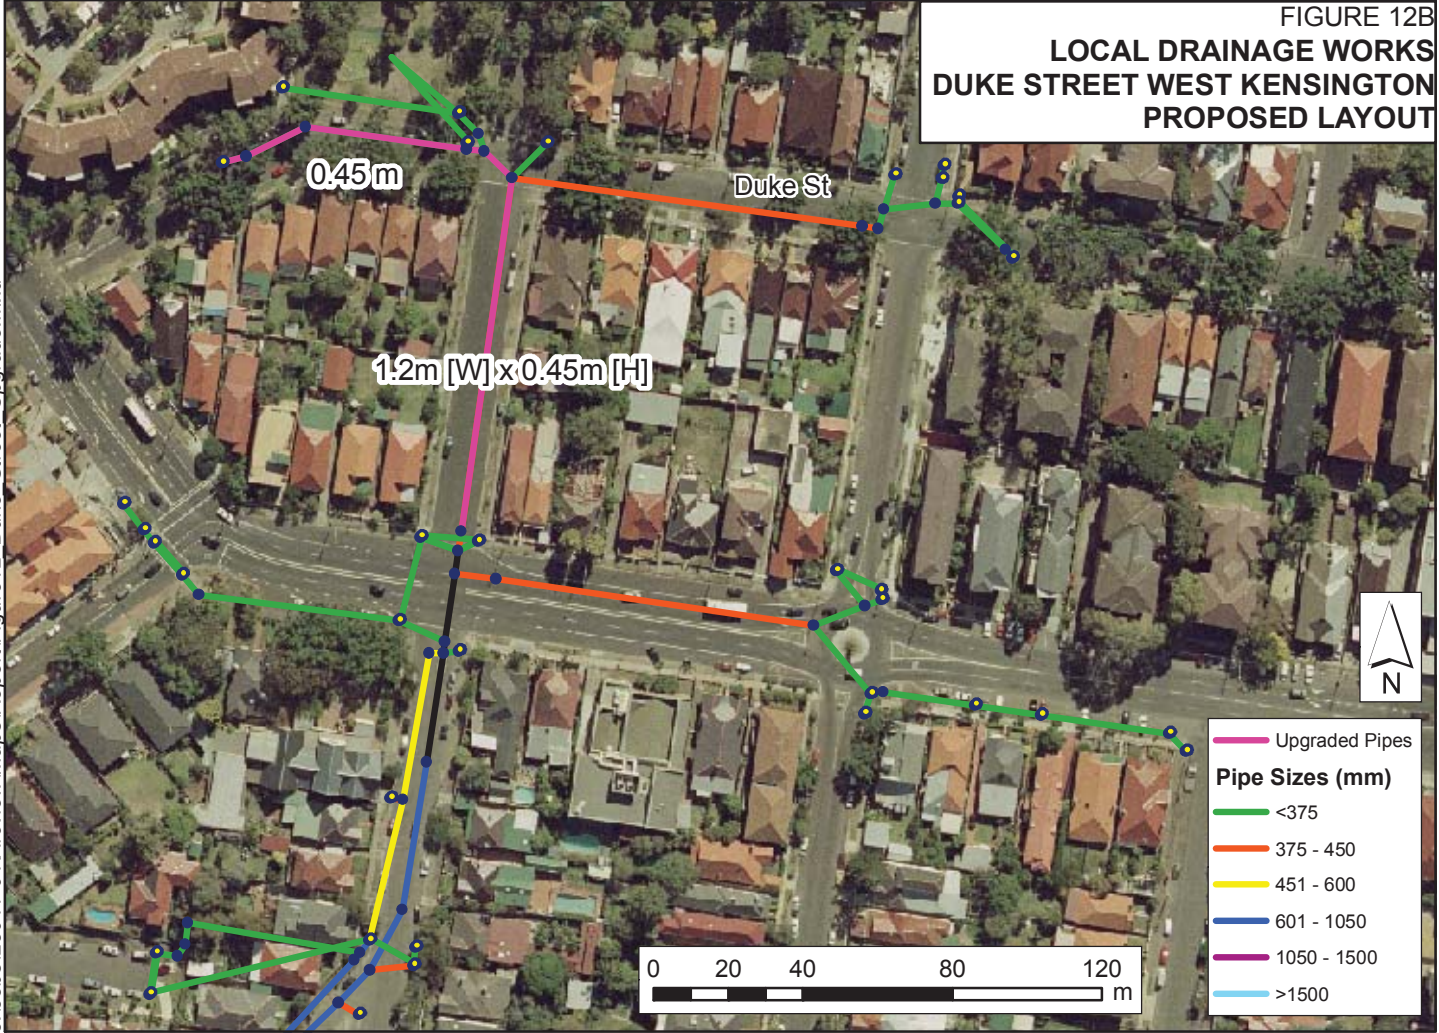 FIGURE 12B
LOCAL DRAINAGE WORKS
DUKE STREET WEST KENSINGTON
PROPOSED LAYOUT
0.45 m
Duke St
1.2m [W] x 0.45m [H]
N
Upgraded Pipes
Pipe Sizes (mm)
<375
375 - 450
451 - 600
601 - 1050
1050 - 1500
>1500
0 20 40 80 120
m